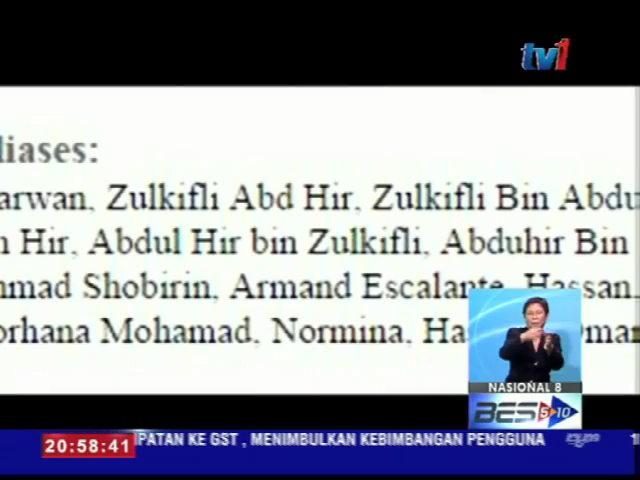 tv1
liases:
arwan, Zulkifli Abd Hir, Zulkifli Bin Abdu
n Hir, Abdul Hir bin Zulkifli, Abduhir Bin
hmad Shobirin, Armand Escalante, Hassan
orhana Mohamad, Normina, Ha Omar
NASIONAL 8
BES 5-10
20:58:41 PATAN KE GST , MENIMBULKAN KEBIMBANGAN PENGGUNA